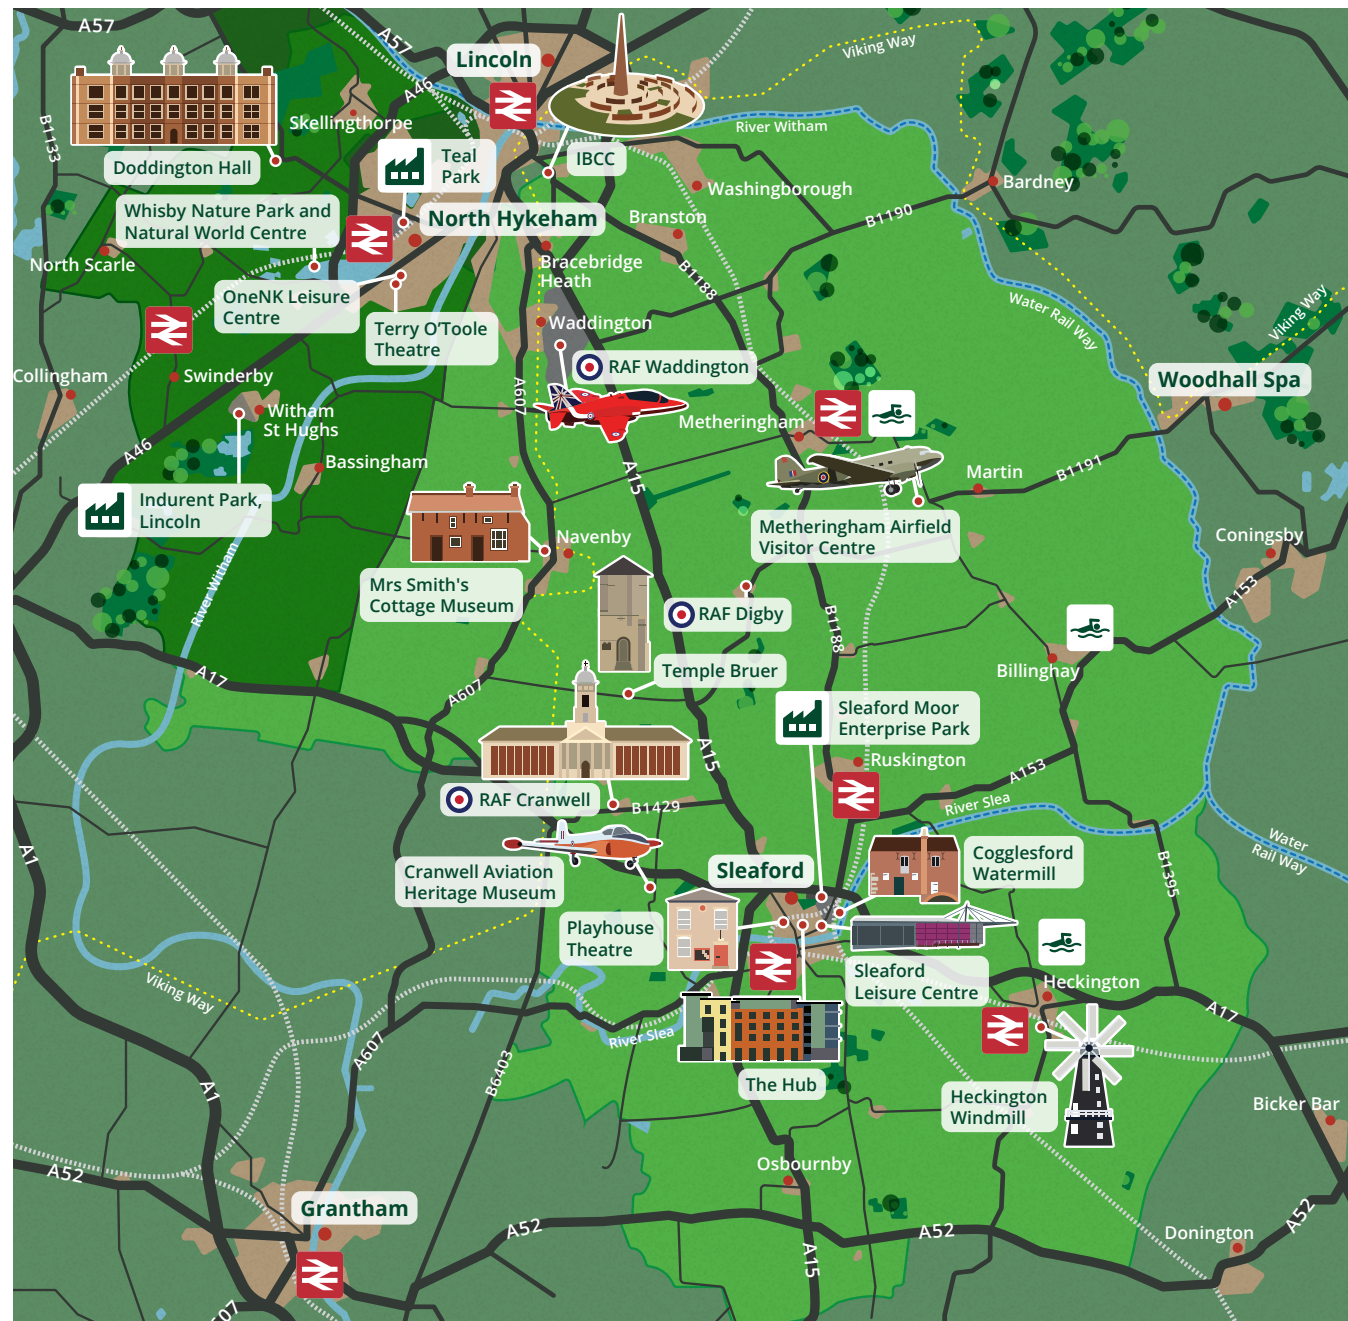 A57
A57
Lincoln
A46
Skellingthorpe
B1133
Viking Way
River Witham
Doddington Hall
Teal
Park
IBCC
Washingborough
Bardney
Whisby Nature Park and
Natural World Centre
North Hykeham
Branston
B1190
North Scarle
Bracebridge
Heath
B1188
OneNK Leisure
Centre
Terry O'Toole
Theatre
Waddington
Water Rail Way
Viking Way
RAF Waddington
Collingham
Swinderby
A607
Woodhall Spa
Witham
St Hughs
Metheringham
A46
Bassingham
A15
Martin
B1191
Indurent Park,
Lincoln
Metheringham Airfield
Visitor Centre
Navenby
Coningsby
River Witham
Mrs Smith's
Cottage Museum
RAF Digby
A153
B1188
Temple Bruer
Billinghay
A17
A607
Sleaford Moor
Enterprise Park
A15
Ruskington
A153
RAF Cranwell
B1429
River Slea
A1
Water
Rail Way
Cranwell Aviation
Heritage Museum
Sleaford
Cogglesford
Watermill
B1395
Playhouse
Theatre
Sleaford
Leisure Centre
Heckington
Viking Way
A17
River Slea
A607
B6403
The Hub
A1
Heckington
Windmill
Bicker Bar
A52
Osbournby
Grantham
A52
A52
A52
Donington
A15
607